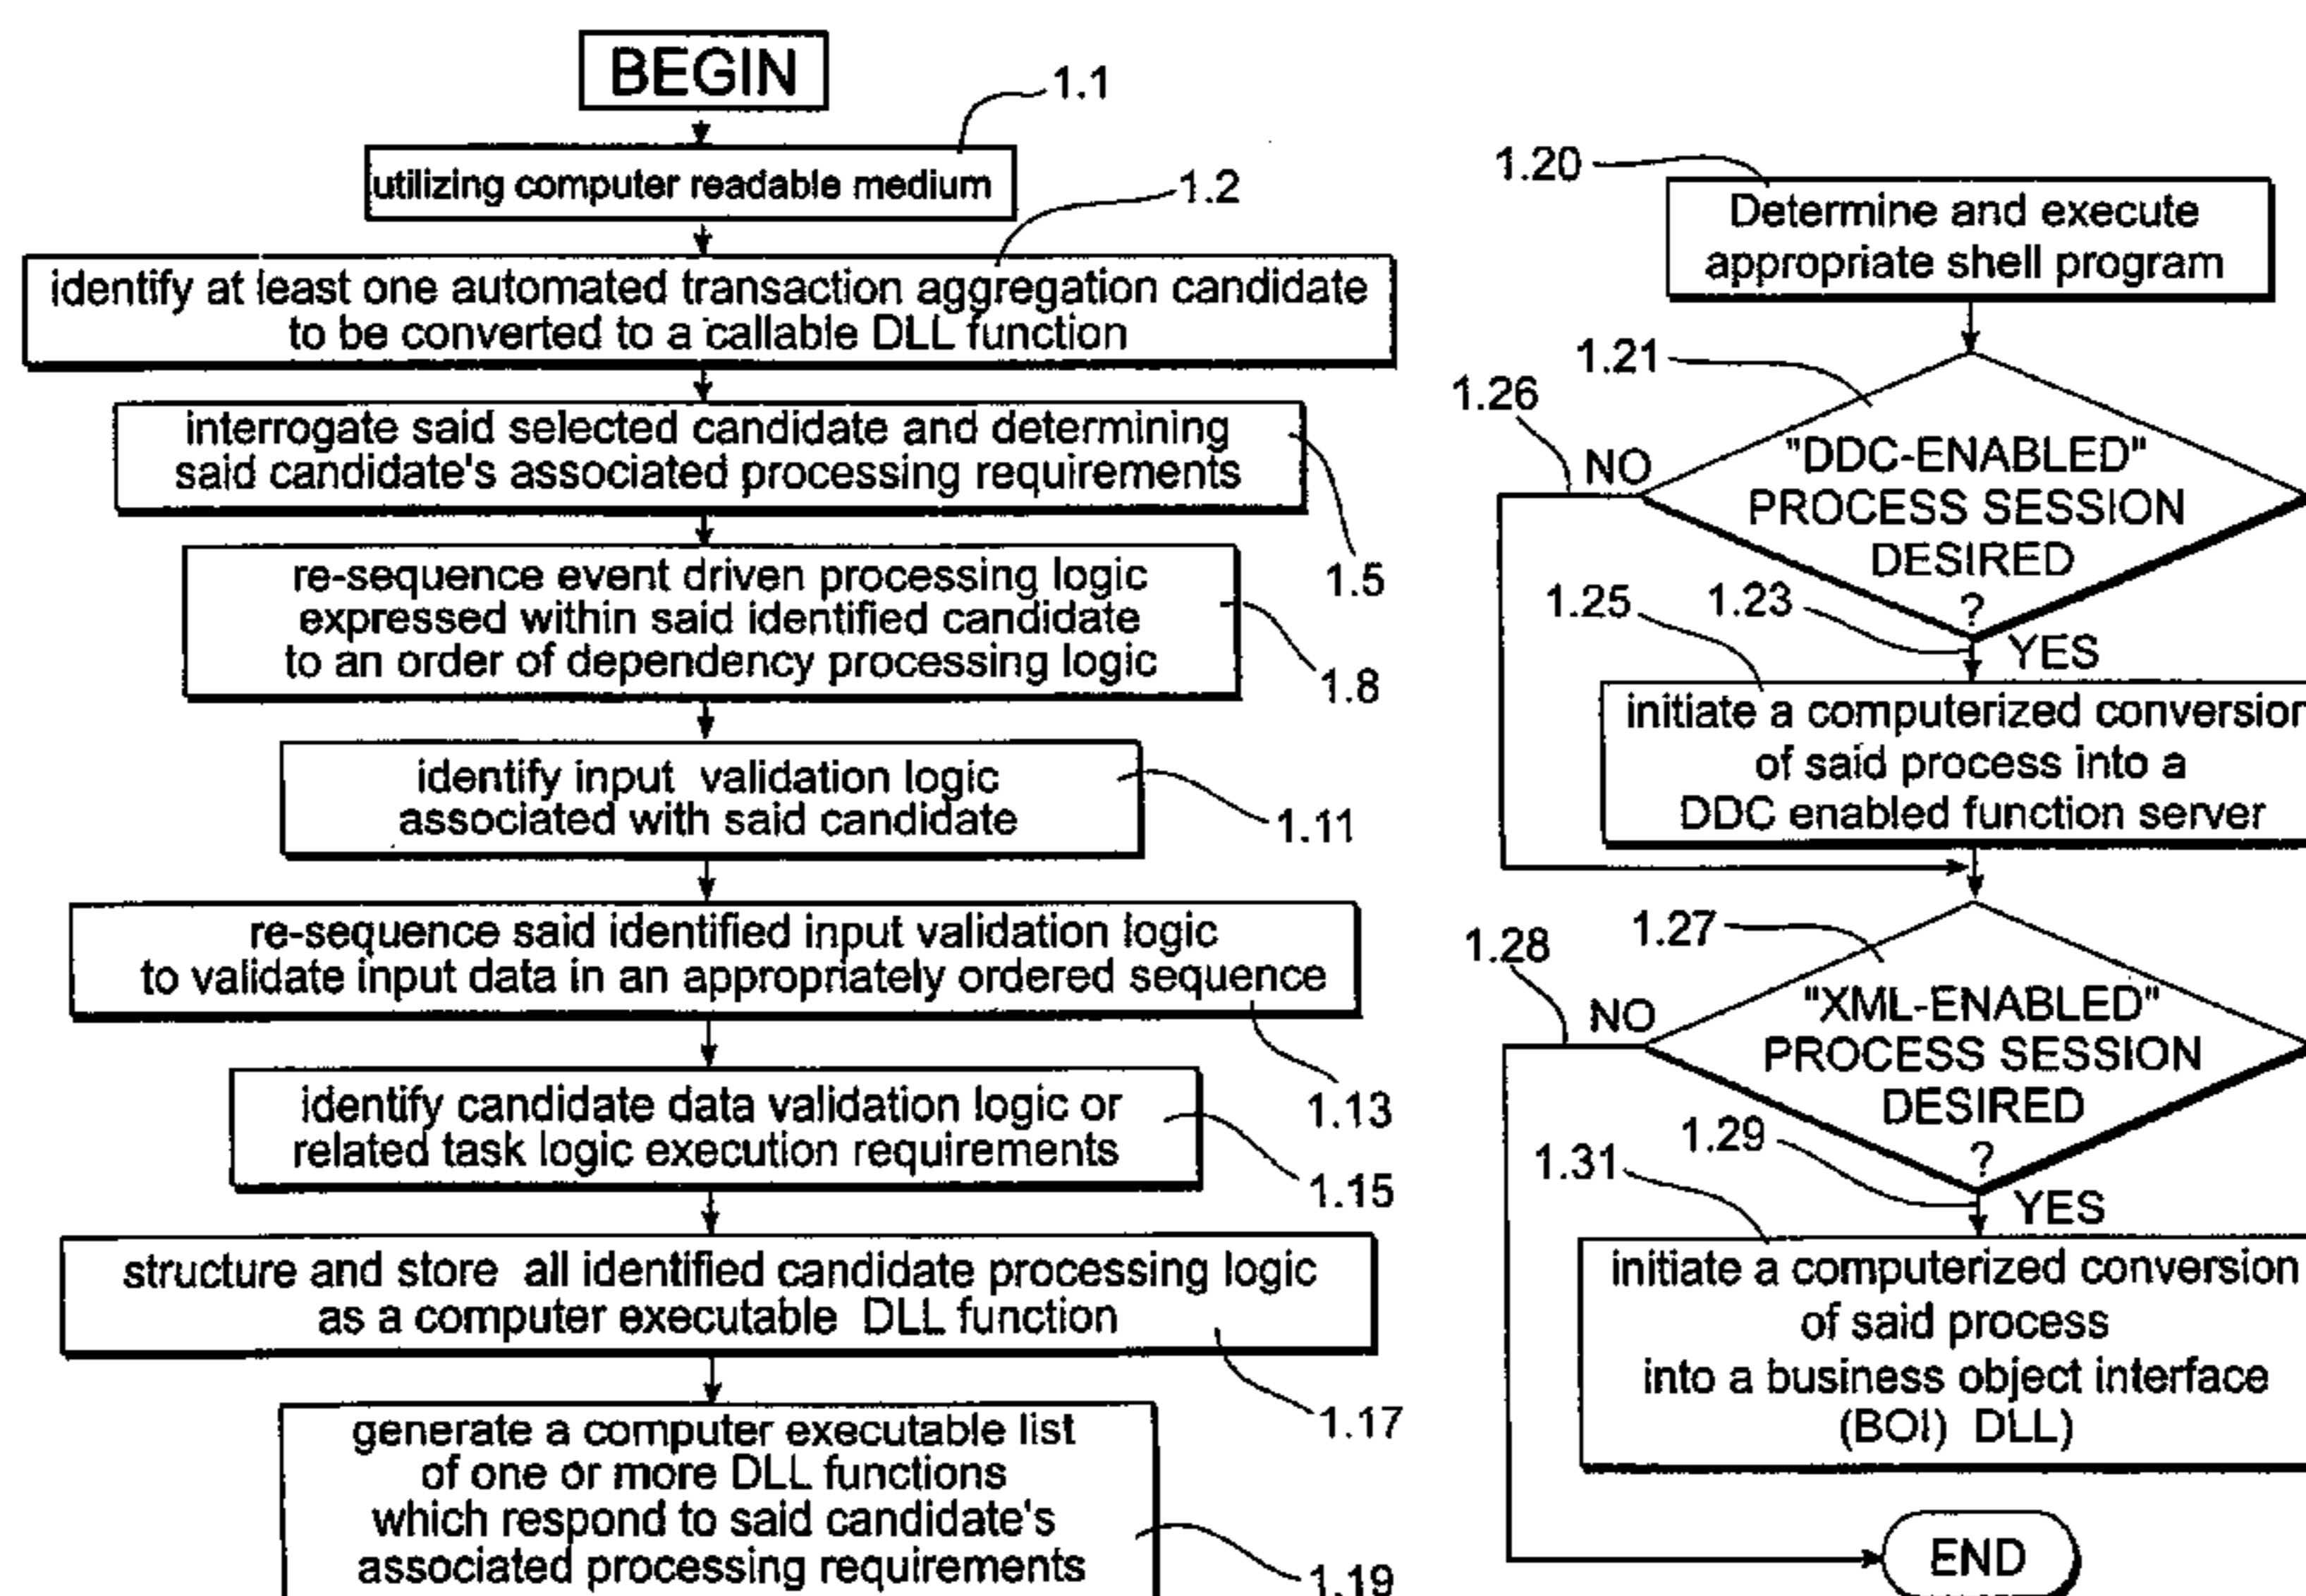 BEGIN
1.1
utilizing computer readable medium
1.2
identify at least one automated transaction aggregation candidate
to be converted to a callable DLL function
interrogate said selected candidate and determining
said candidate's associated processing requirements
1.5
re-sequence event driven processing logic
expressed within said identified candidate
to an order of dependency processing logic
1.8
identify input validation logic
associated with said candidate
1.11
re-sequence said identified input validation logic
to validate input data in an appropriately ordered sequence
1.13
identify candidate data validation logic or
related task logic execution requirements
1.15
structure and store all identified candidate processing logic
as a computer executable DLL function
1.17
generate a computer executable list
of one or more DLL functions
which respond to said candidate's
associated processing requirements
1.19
1.20
Determine and execute
appropriate shell program
1.21
1.26
NO
"DDC-ENABLED"
PROCESS SESSION
DESIRED
?
1.25
1.23
YES
initiate a computerized conversion
of said process into a
DDC enabled function server
1.27
1.28
NO
"XML-ENABLED"
PROCESS SESSION
DESIRED
?
1.29
1.31
YES
initiate a computerized conversion
of said process
into a business object interface
(BOI) DLL)
END